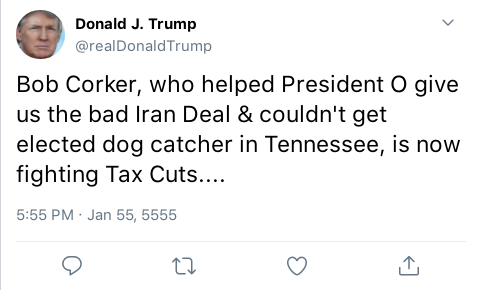 Donald J. Trump
@realDonaldTrump
Bob Corker, who helped President O give
us the bad Iran Deal & couldn't get
elected dog catcher in Tennessee, is now
fighting Tax Cuts....
5:55 PM · Jan 55, 5555